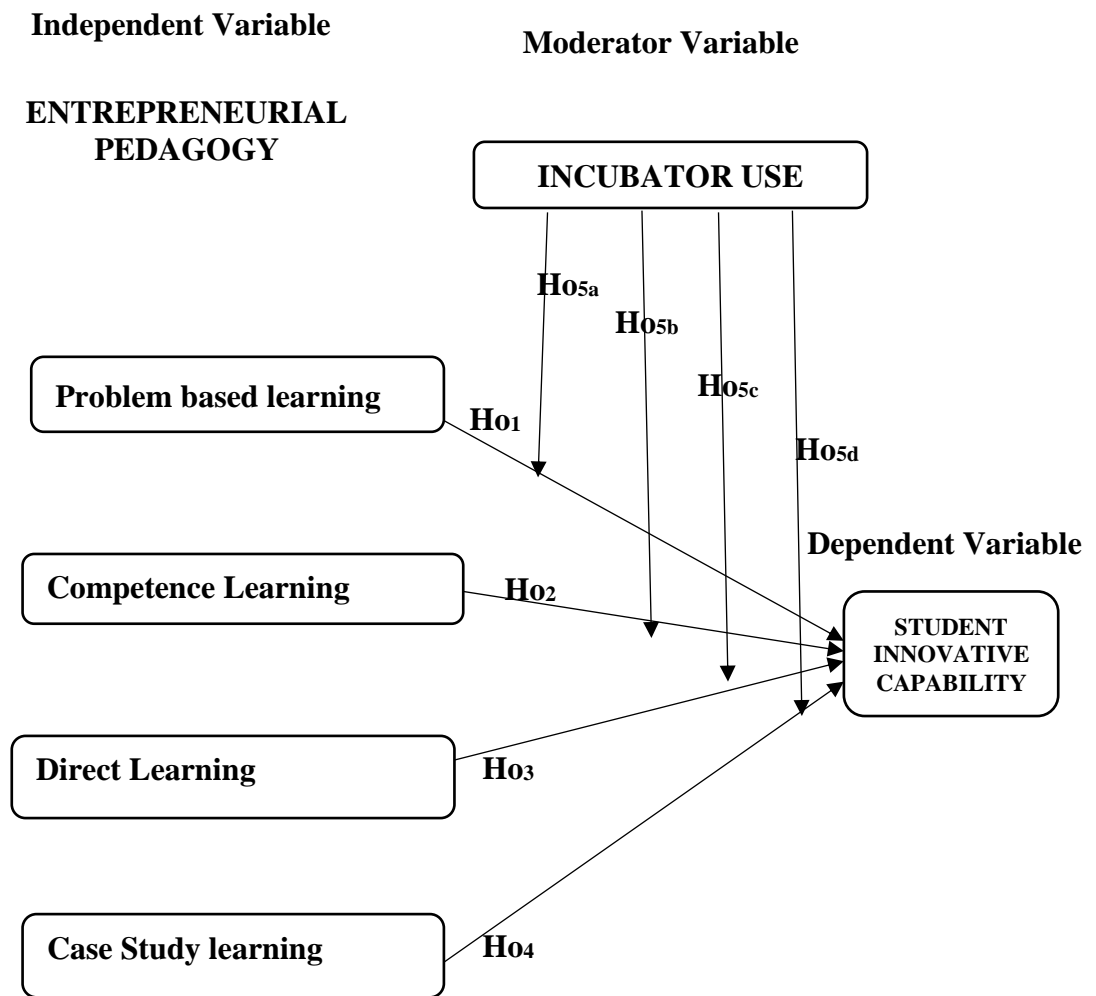 Independent Variable
Moderator Variable
ENTREPRENEURIAL
PEDAGOGY
INCUBATOR USE
Ho5a
Ho5b
Ho5c
Problem based learning
Ho1
Ho5d
Dependent Variable
Competence Learning
Ho2
STUDENT
INNOVATIVE
CAPABILITY
Direct Learning
Ho3
Case Study learning
Ho4